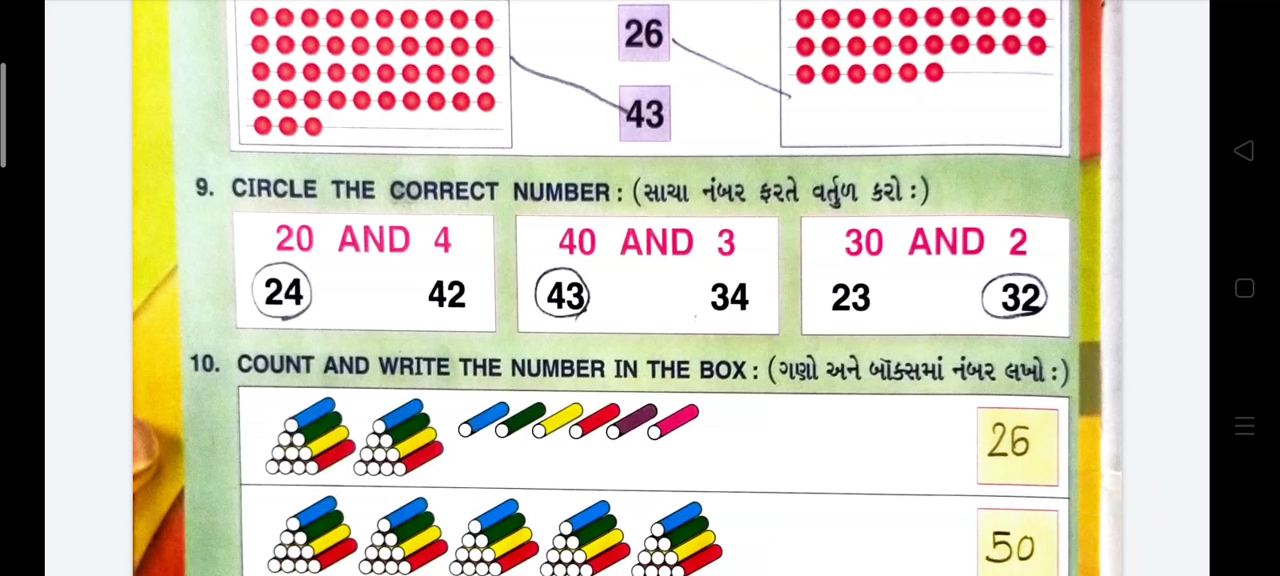 26
43
9. CIRCLE THE CORRECT NUMBER : (સાચા નંબર ફરતે વર્તુળ કરો :)
20 AND 4 40 AND 3 30 AND 2
24 42 43 34 23 32
10. COUNT AND WRITE THE NUMBER IN THE BOX : (ગણો અને બૉક્સમાં નંબર લખો :)
26
50